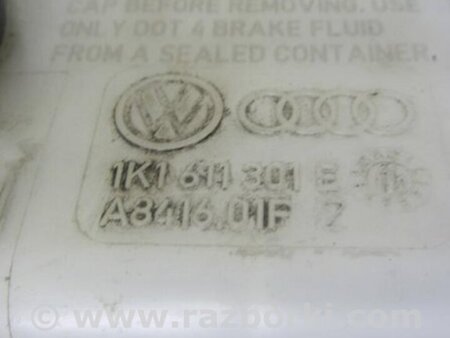 CAP BEFORE REMOVING. USE
ONLY DOT 4 BRAKE FLUID
FROM A SEALED CONTAINER.
1K1 611 301
A8416.01F 2
© www.razborki.com